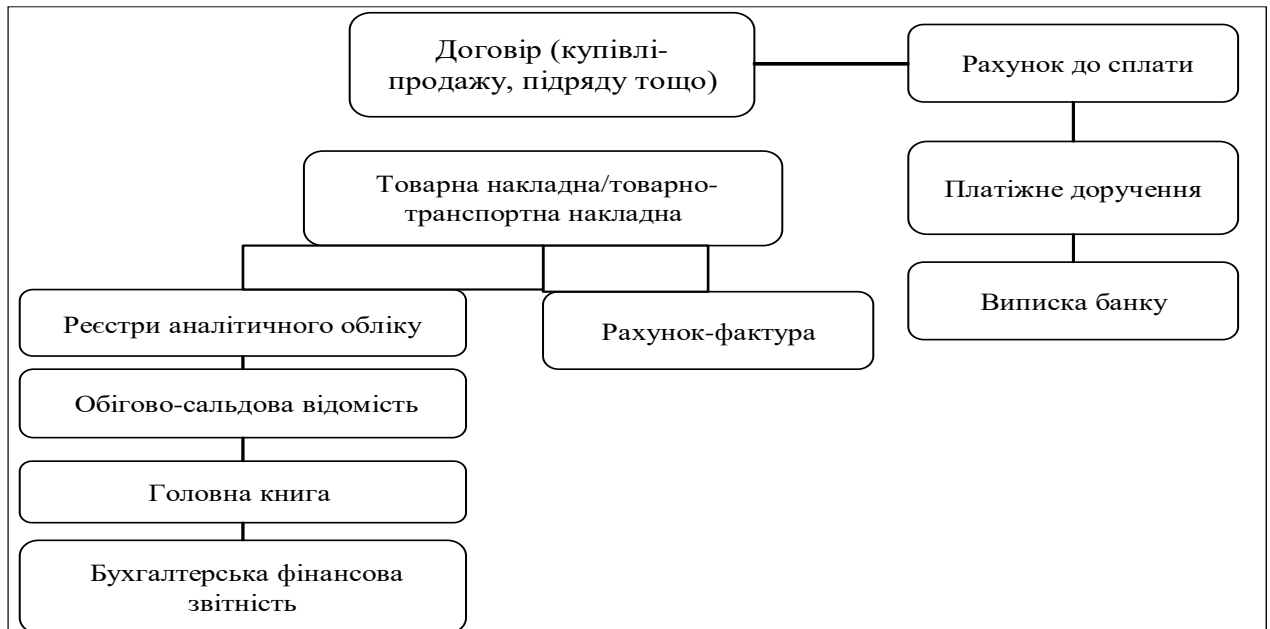 Договір (купівлі-
продажу, підряду тощо)
Рахунок до сплати
Товарна накладна/товарно-
транспортна накладна
Платіжне доручення
Виписка банку
Реєстри аналітичного обліку
Рахунок-фактура
Обігово-сальдова відомість
Головна книга
Бухгалтерська фінансова
звітність